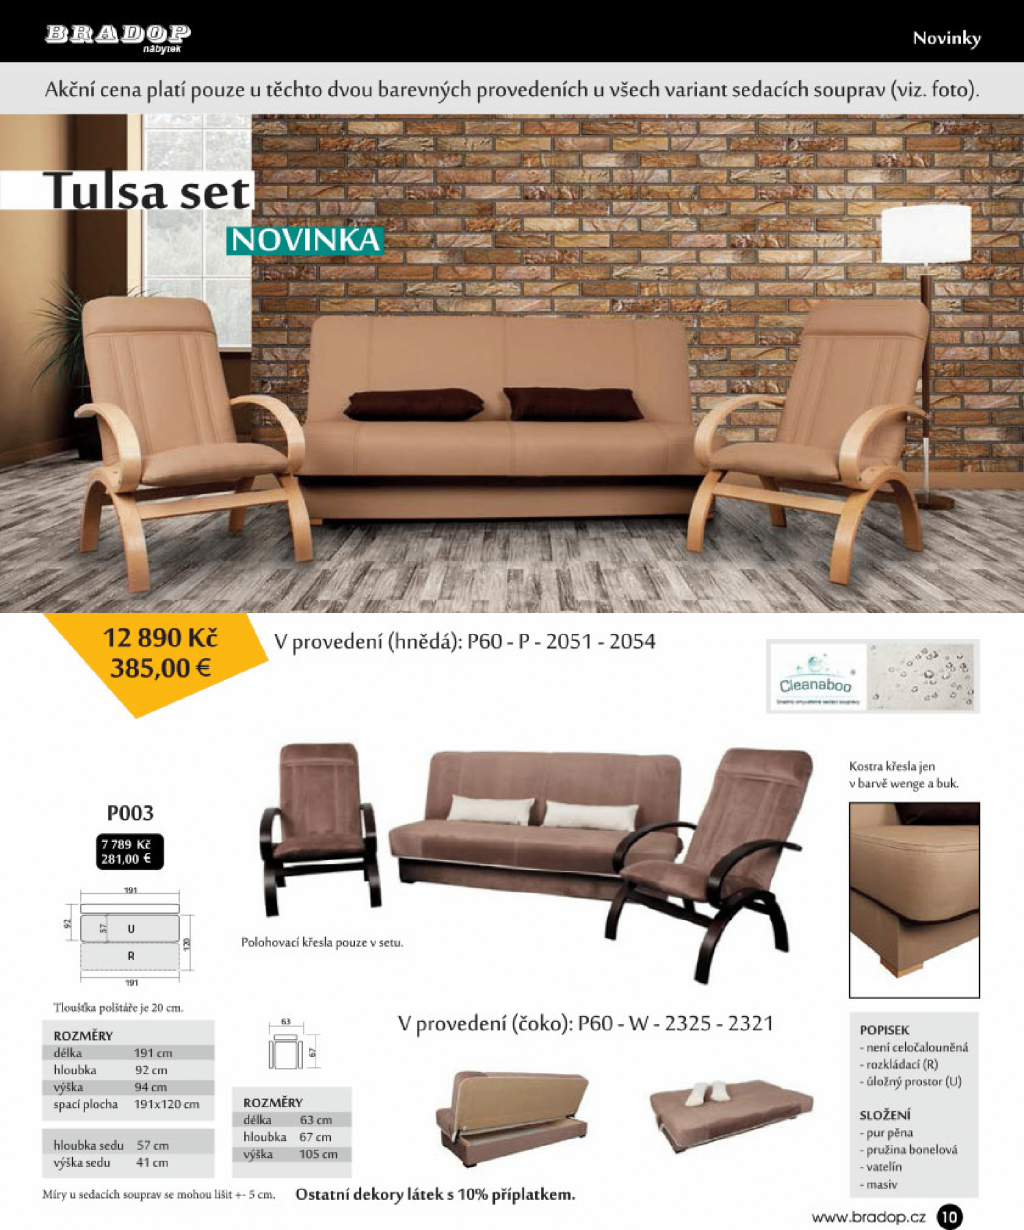 BRADOP
nábytek
Novinky
Akční cena platí pouze u těchto dvou barevných provedeních u všech variant sedacích souprav (viz. foto).
Tulsa set
NOVINKA
12 890 Kč
385,00 €
V provedení (hnědá): P60 - P - 2051 - 2054
Cleanaboo
Snadno omyvatelné sedací soupravy
Kostra křesla jen
v barvě wenge a buk.
P003
7 789 Kč
281,00 €
191
92
57
U
120
R
191
Polohovací křesla pouze v setu.
Tloušťka polštáře je 20 cm.
ROZMĚRY
délka 191 cm
hloubka 92 cm
výška 94 cm
spací plocha 191x120 cm
hloubka sedu 57 cm
výška sedu 41 cm
63
67
ROZMĚRY
délka 63 cm
hloubka 67 cm
výška 105 cm
V provedení (čoko): P60 - W - 2325 - 2321
POPISEK
- není celočalouněná
- rozkládací (R)
- úložný prostor (U)
SLOŽENÍ
- pur pěna
- pružina bonelová
- vatelín
- masiv
Míry u sedacích souprav se mohou lišit +- 5 cm.
Ostatní dekory látek s 10% příplatkem.
www.bradop.cz 10